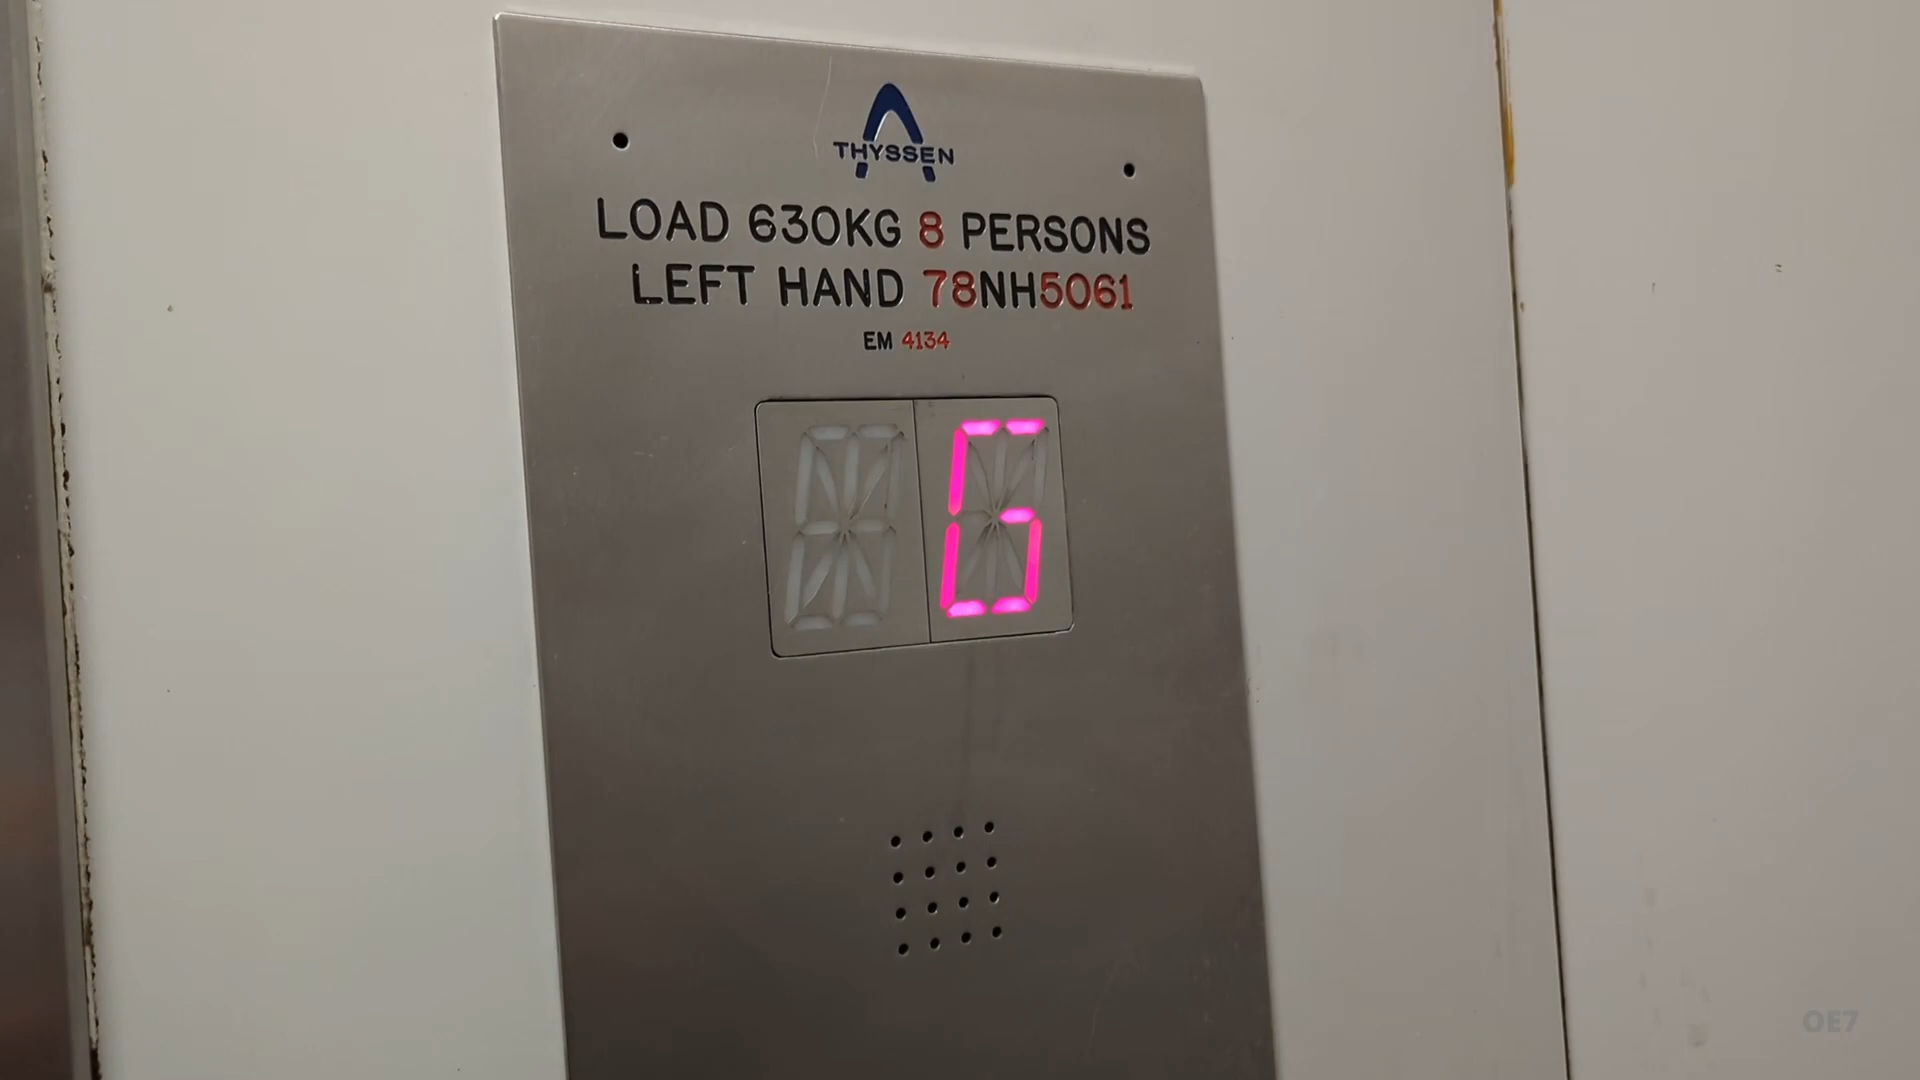 THYSSEN
LOAD 630KG 8 PERSONS
LEFT HAND 78NH5061
EM 4134
G
OE7